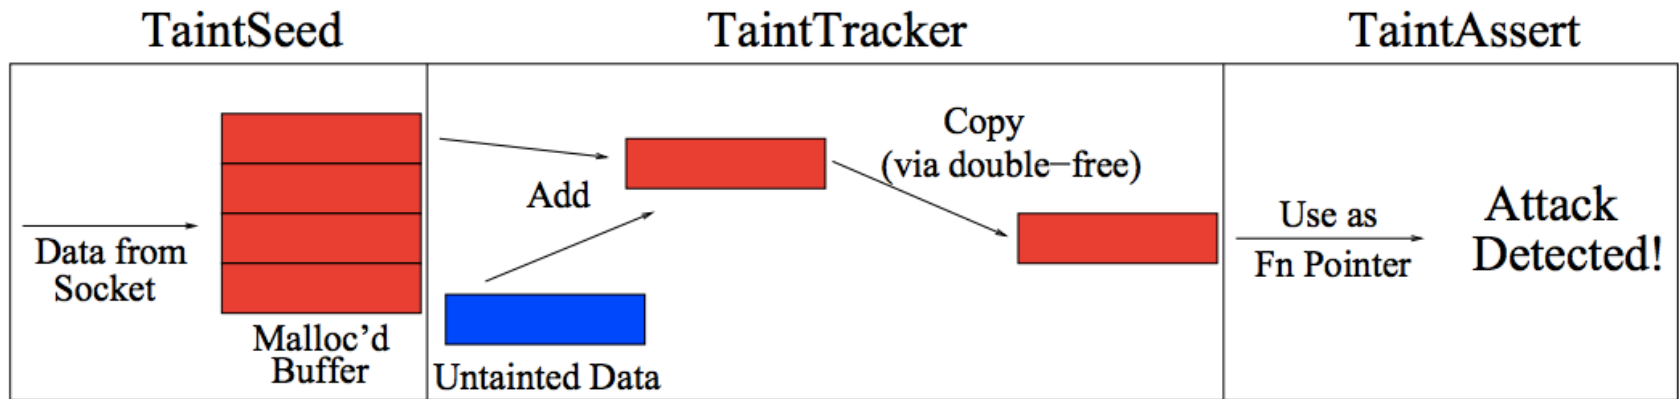 TaintSeed
TaintTracker
TaintAssert
Data from
Socket
Malloc’d
Buffer
Add
Untainted Data
Copy
(via double−free)
Use as
Fn Pointer
Attack
Detected!